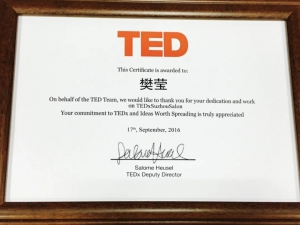 TED
This Certificate is awarded to:
樊莹
On behalf of the TED Team, we would like to thank you for your dedication and work
on TEDxSuzhouSalon
Your commitment to TEDx and Ideas Worth Spreading is truly appreciated
17th, September, 2016
Salome Heusel
TEDx Deputy Director